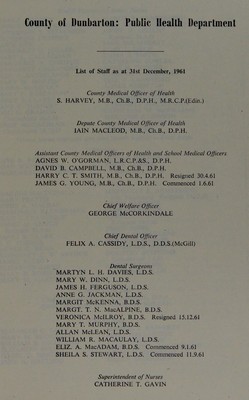 County of Dunbarton: Public Health Department
List of Staff as at 31st December, 1961
County Medical Officer of Health
S. HARVEY, M.B., Ch.B., D.P.H., M.R.C.P.(Edin.)
Depute County Medical Officer of Health
IAIN MACLEOD, M.B., Ch.B., D.P.H.
Assistant County Medical Officers of Health and School Medical Officers
AGNES W. O'GORMAN, L.R.C.P.&S., D.P.H.
DAVID B. CAMPBELL, M.B., Ch.B., D.P.H.
HARRY C. T. SMITH, M.B., Ch.B., D.P.H. Resigned 30.4.61
JAMES G. YOUNG, M.B., Ch.B., D.P.H. Commenced 1.6.61
Chief Welfare Officer
GEORGE McCORKINDALE
Chief Dental Officer
FELIX A. CASSIDY, L.D.S., D.D.S.(McGill)
Dental Surgeons
MARTYN L. H. DAVIES, L.D.S.
MARY W. DINN, L.D.S.
JAMES H. FERGUSON, L.D.S.
ANNE G. JACKMAN, L.D.S.
MARGIT McKENNA, B.D.S.
MARGT. T. N. MacALPINE, B.D.S.
VERONICA McILROY, B.D.S. Resigned 15.12.61
MARY T. MURPHY, B.D.S.
ALLAN McLEAN, L.D.S.
WILLIAM R. MACAULAY, L.D.S.
ELIZ. A. MacADAM, B.D.S. Commenced 9.1.61
SHEILA S. STEWART, L.D.S. Commenced 11.9.61
Superintendent of Nurses
CATHERINE T. GAVIN